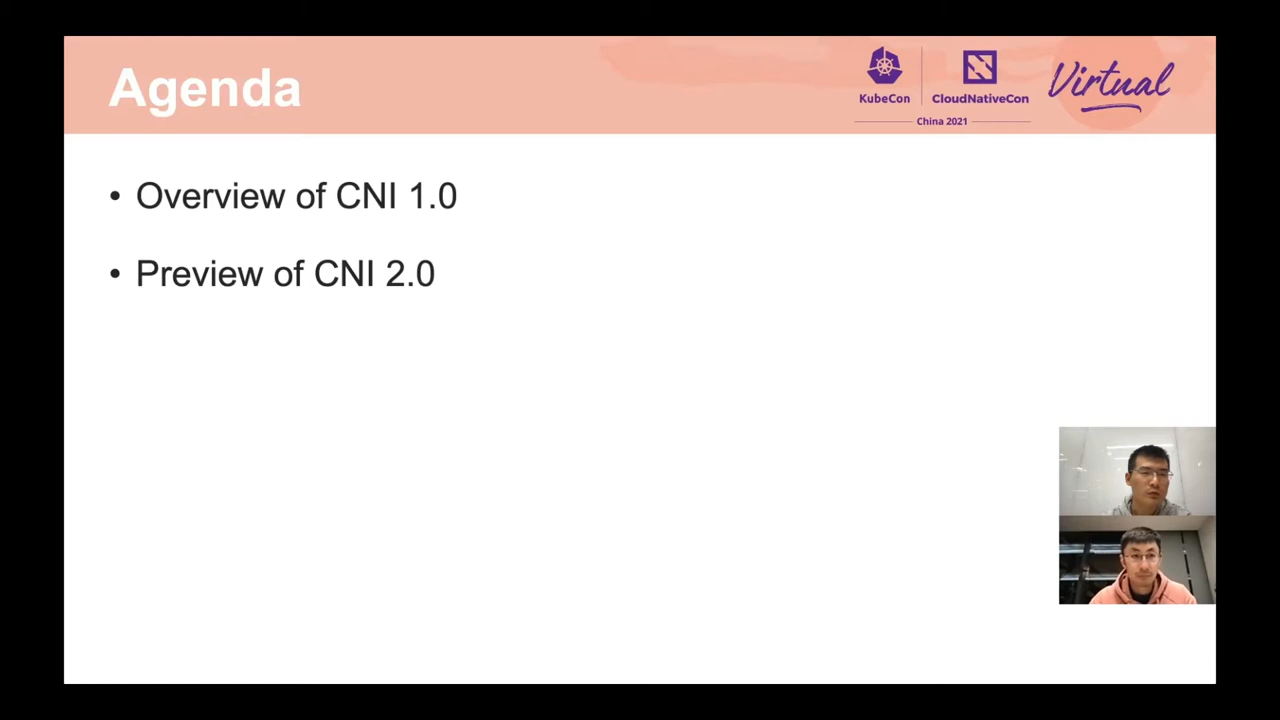 Agenda
KubeCon
CloudNativeCon
China 2021
Virtual
• Overview of CNI 1.0
• Preview of CNI 2.0